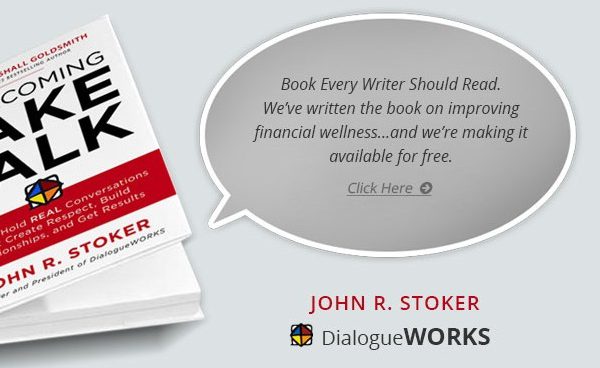 SHALL GOLDSMITH
BESTSELLING AUTHOR
COMING
AKE
ALK
Hold REAL Conversations
Create Respect, Build
ionships, and Get Results
OHN R. STOKER
er and President of DialogueWORKS
Book Every Writer Should Read.
We've written the book on improving
financial wellness...and we're making it
available for free.
Click Here
JOHN R. STOKER
DialogueWORKS